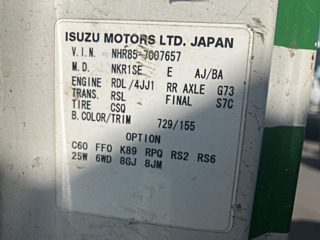 ISUZU MOTORS LTD. JAPAN
V.I.N. NHR85-7007657
M.D. NKR1SE E AJ/BA
ENGINE RDL/4JJ1 RR AXLE G73
TRANS. RSL FINAL S7C
TIRE CSQ
B.COLOR/TRIM 729/155
OPTION
C60 FF0 K89 RPQ RS2 RS6
25W 6WD 8GJ 8JM